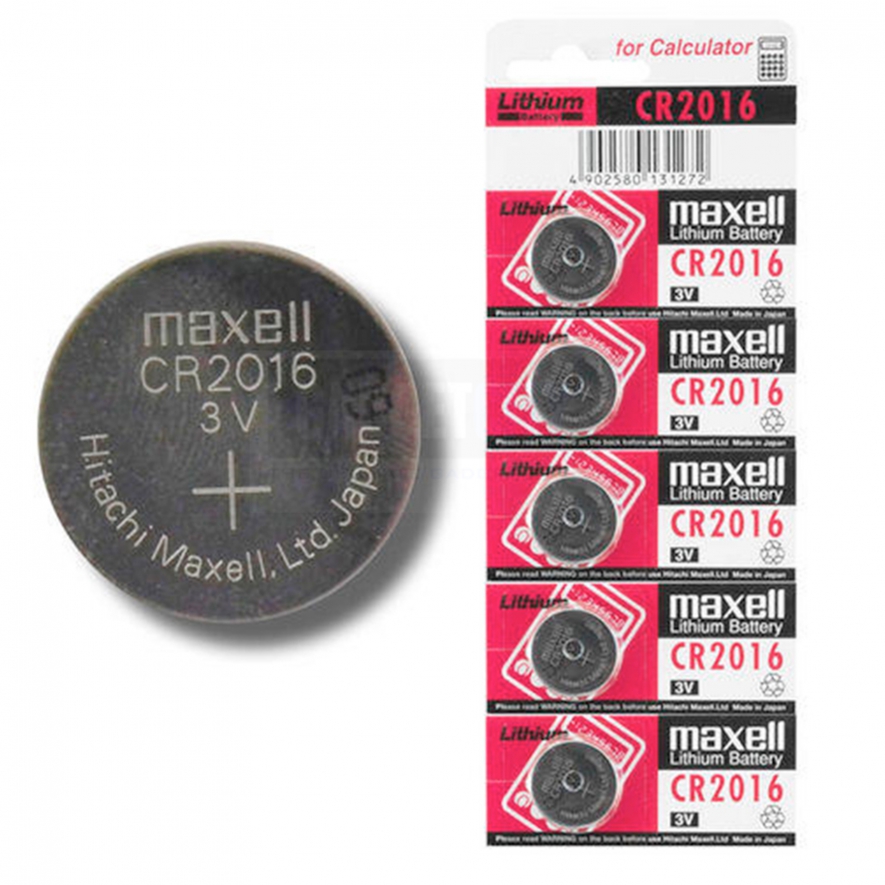 maxell
CR2016
3V
60
Hitachi Maxell, Ltd. Japan
for Calculator
Lithium
Battery
CR2016
4 902580 131272
Lithium
maxell
Lithium Battery
CR2016
3V
Please read WARNING on the back before use Hitachi Maxell.Ltd Made in Japan
Lithium
maxell
Lithium Battery
CR2016
3V
Please read WARNING on the back before use Hitachi Maxell.Ltd Made in Japan
Lithium
maxell
Lithium Battery
CR2016
3V
Please read WARNING on the back before use Hitachi Maxell.Ltd Made in Japan
Lithium
maxell
Lithium Battery
CR2016
3V
Please read WARNING on the back before use Hitachi Maxell.Ltd Made in Japan
Lithium
maxell
Lithium Battery
CR2016
3V
Please read WARNING on the back before use Hitachi Maxell.Ltd Made in Japan